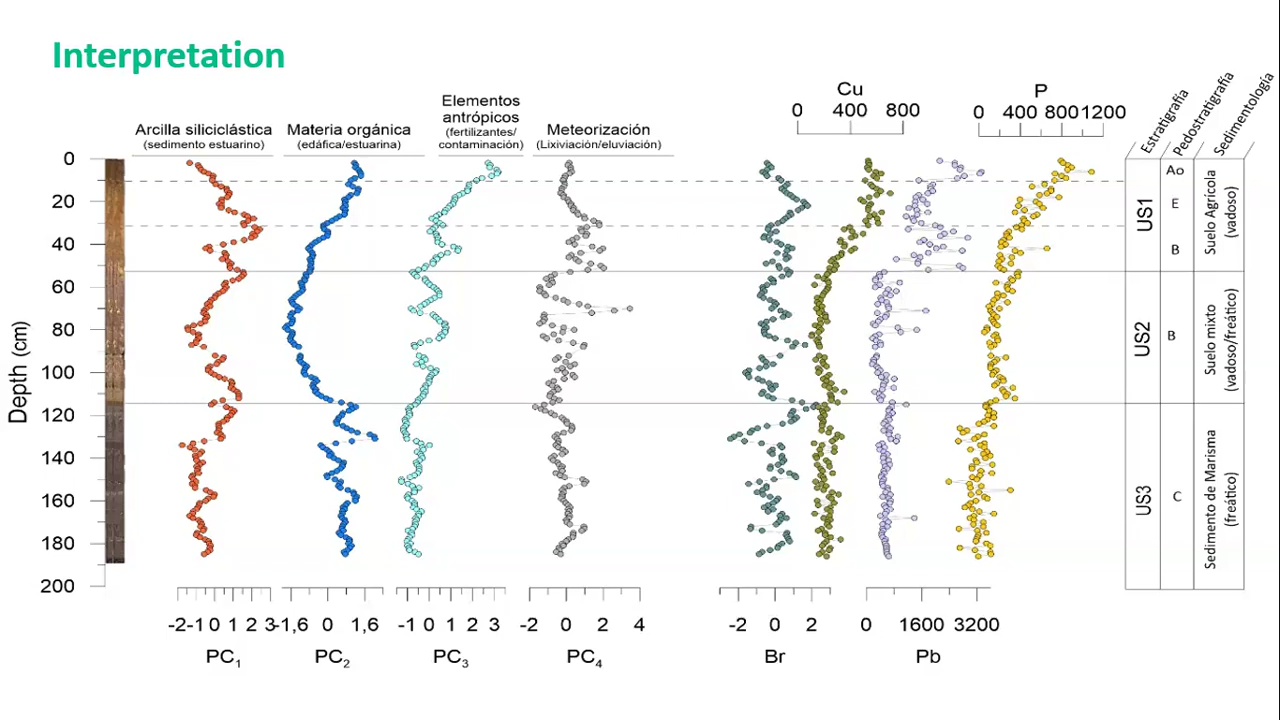 Interpretation
Cu
P
0 400 800
0 400 800 1200
Elementos
antrópicos
(fertilizantes/
contaminación)
Arcilla siliciclástica
(sedimento estuarino)
Materia orgánica
(edáfica/estuarina)
Meteorización
(Lixiviación/eluviación)
Estratigrafía
Pedostratigrafía
Sedimentología
Depth (cm)
0
20
40
60
80
100
120
140
160
180
200
US1
Ao
E
B
Suelo Agrícola
(vadoso)
US2
B
Suelo mixto
(vadoso/freático)
US3
C
Sedimento de Marisma
(freático)
-2 -1 0 1 2 3
-1,6 0 1,6
-1 0 1 2 3
-2 0 2 4
-2 0 2
0 1600 3200
PC1
PC2
PC3
PC4
Br
Pb